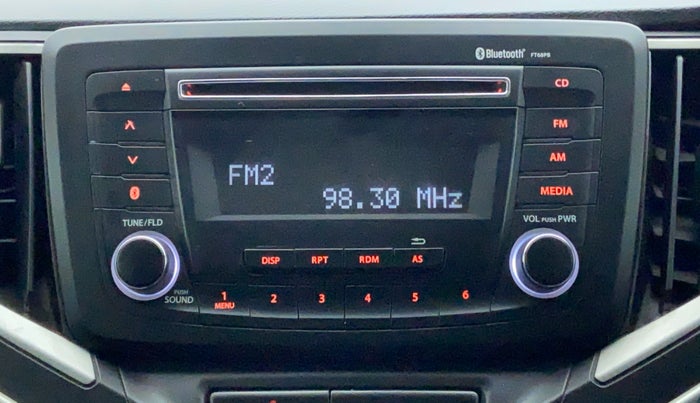 Bluetooth® FT68PB
CD
FM
AM
MEDIA
FM2
98.30 MHz
TUNE/FLD
VOL PUSH PWR
DISP RPT RDM AS
PUSH
SOUND
1 2 3 4 5 6
MENU